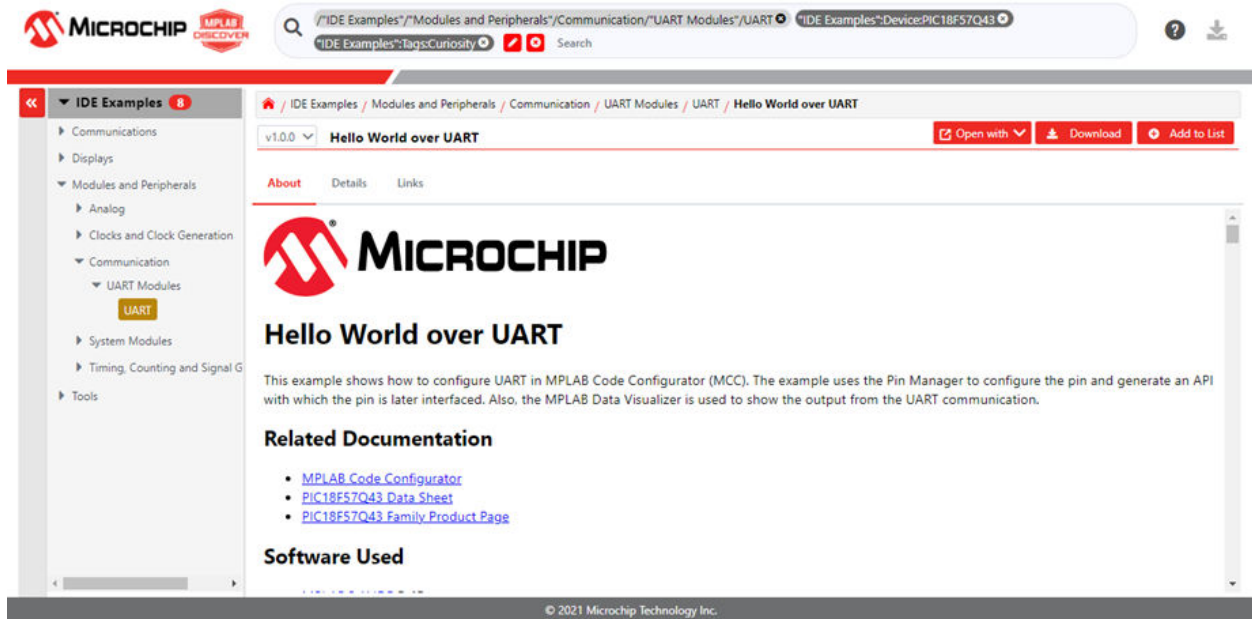 MICROCHIP MPLAB DISCOVER
/"IDE Examples"/"Modules and Peripherals"/Communication/"UART Modules"/UART "IDE Examples":Device:PIC18F57Q43
"IDE Examples":Tags:Curiosity Search
IDE Examples 8
Communications
Displays
Modules and Peripherals
Analog
Clocks and Clock Generation
Communication
UART Modules
UART
System Modules
Timing, Counting and Signal G
Tools
/ IDE Examples / Modules and Peripherals / Communication / UART Modules / UART / Hello World over UART
v1.0.0 Hello World over UART Open with Download Add to List
About Details Links
MICROCHIP
Hello World over UART
This example shows how to configure UART in MPLAB Code Configurator (MCC). The example uses the Pin Manager to configure the pin and generate an API
with which the pin is later interfaced. Also, the MPLAB Data Visualizer is used to show the output from the UART communication.
Related Documentation
• MPLAB Code Configurator
• PIC18F57Q43 Data Sheet
• PIC18F57Q43 Family Product Page
Software Used
© 2021 Microchip Technology Inc.